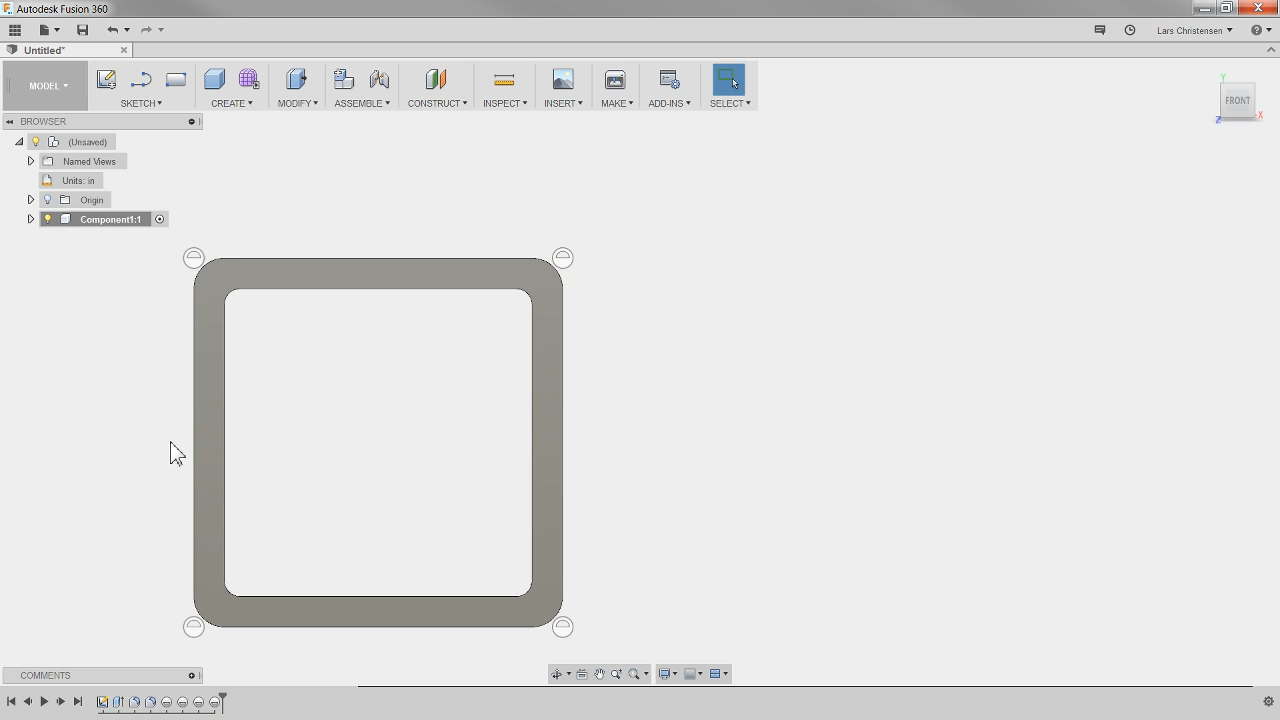 Autodesk Fusion 360
Lars Christensen
Untitled*
MODEL
SKETCH
CREATE
MODIFY
ASSEMBLE
CONSTRUCT
INSPECT
INSERT
MAKE
ADD-INS
SELECT
BROWSER
(Unsaved)
Named Views
Units: in
Origin
Component1:1
Y
FRONT
X
Z
COMMENTS